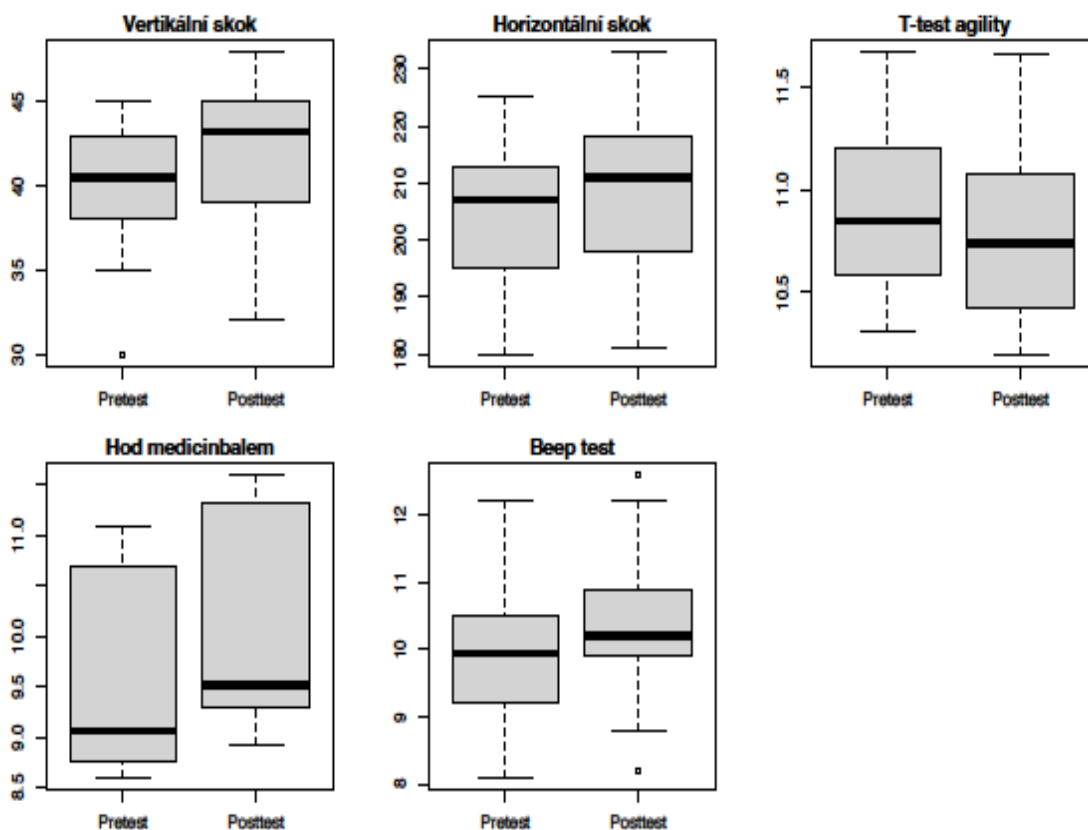 Vertikální skok
45
40
35
30
Pretest Posttest
Horizontální skok
230
220
210
200
190
180
Pretest Posttest
T-test agility
11.5
11.0
10.5
Pretest Posttest
Hod medicinbalem
11.0
10.0
9.5
9.0
8.5
Pretest Posttest
Beep test
12
11
10
9
8
Pretest Posttest